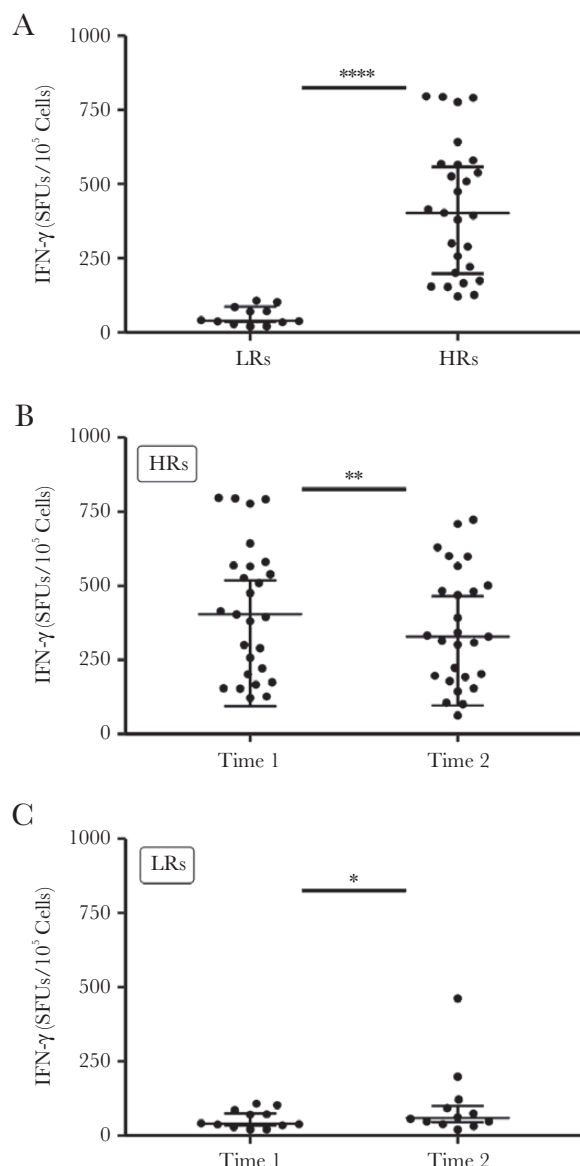 A
1000
750
500
250
0
IFN-γ (SFUs/10⁵ Cells)
****
LRs
HRs
B
1000
750
500
250
0
IFN-γ (SFUs/10⁵ Cells)
HRs
**
Time 1
Time 2
C
1000
750
500
250
0
IFN-γ (SFUs/10⁵ Cells)
LRs
*
Time 1
Time 2